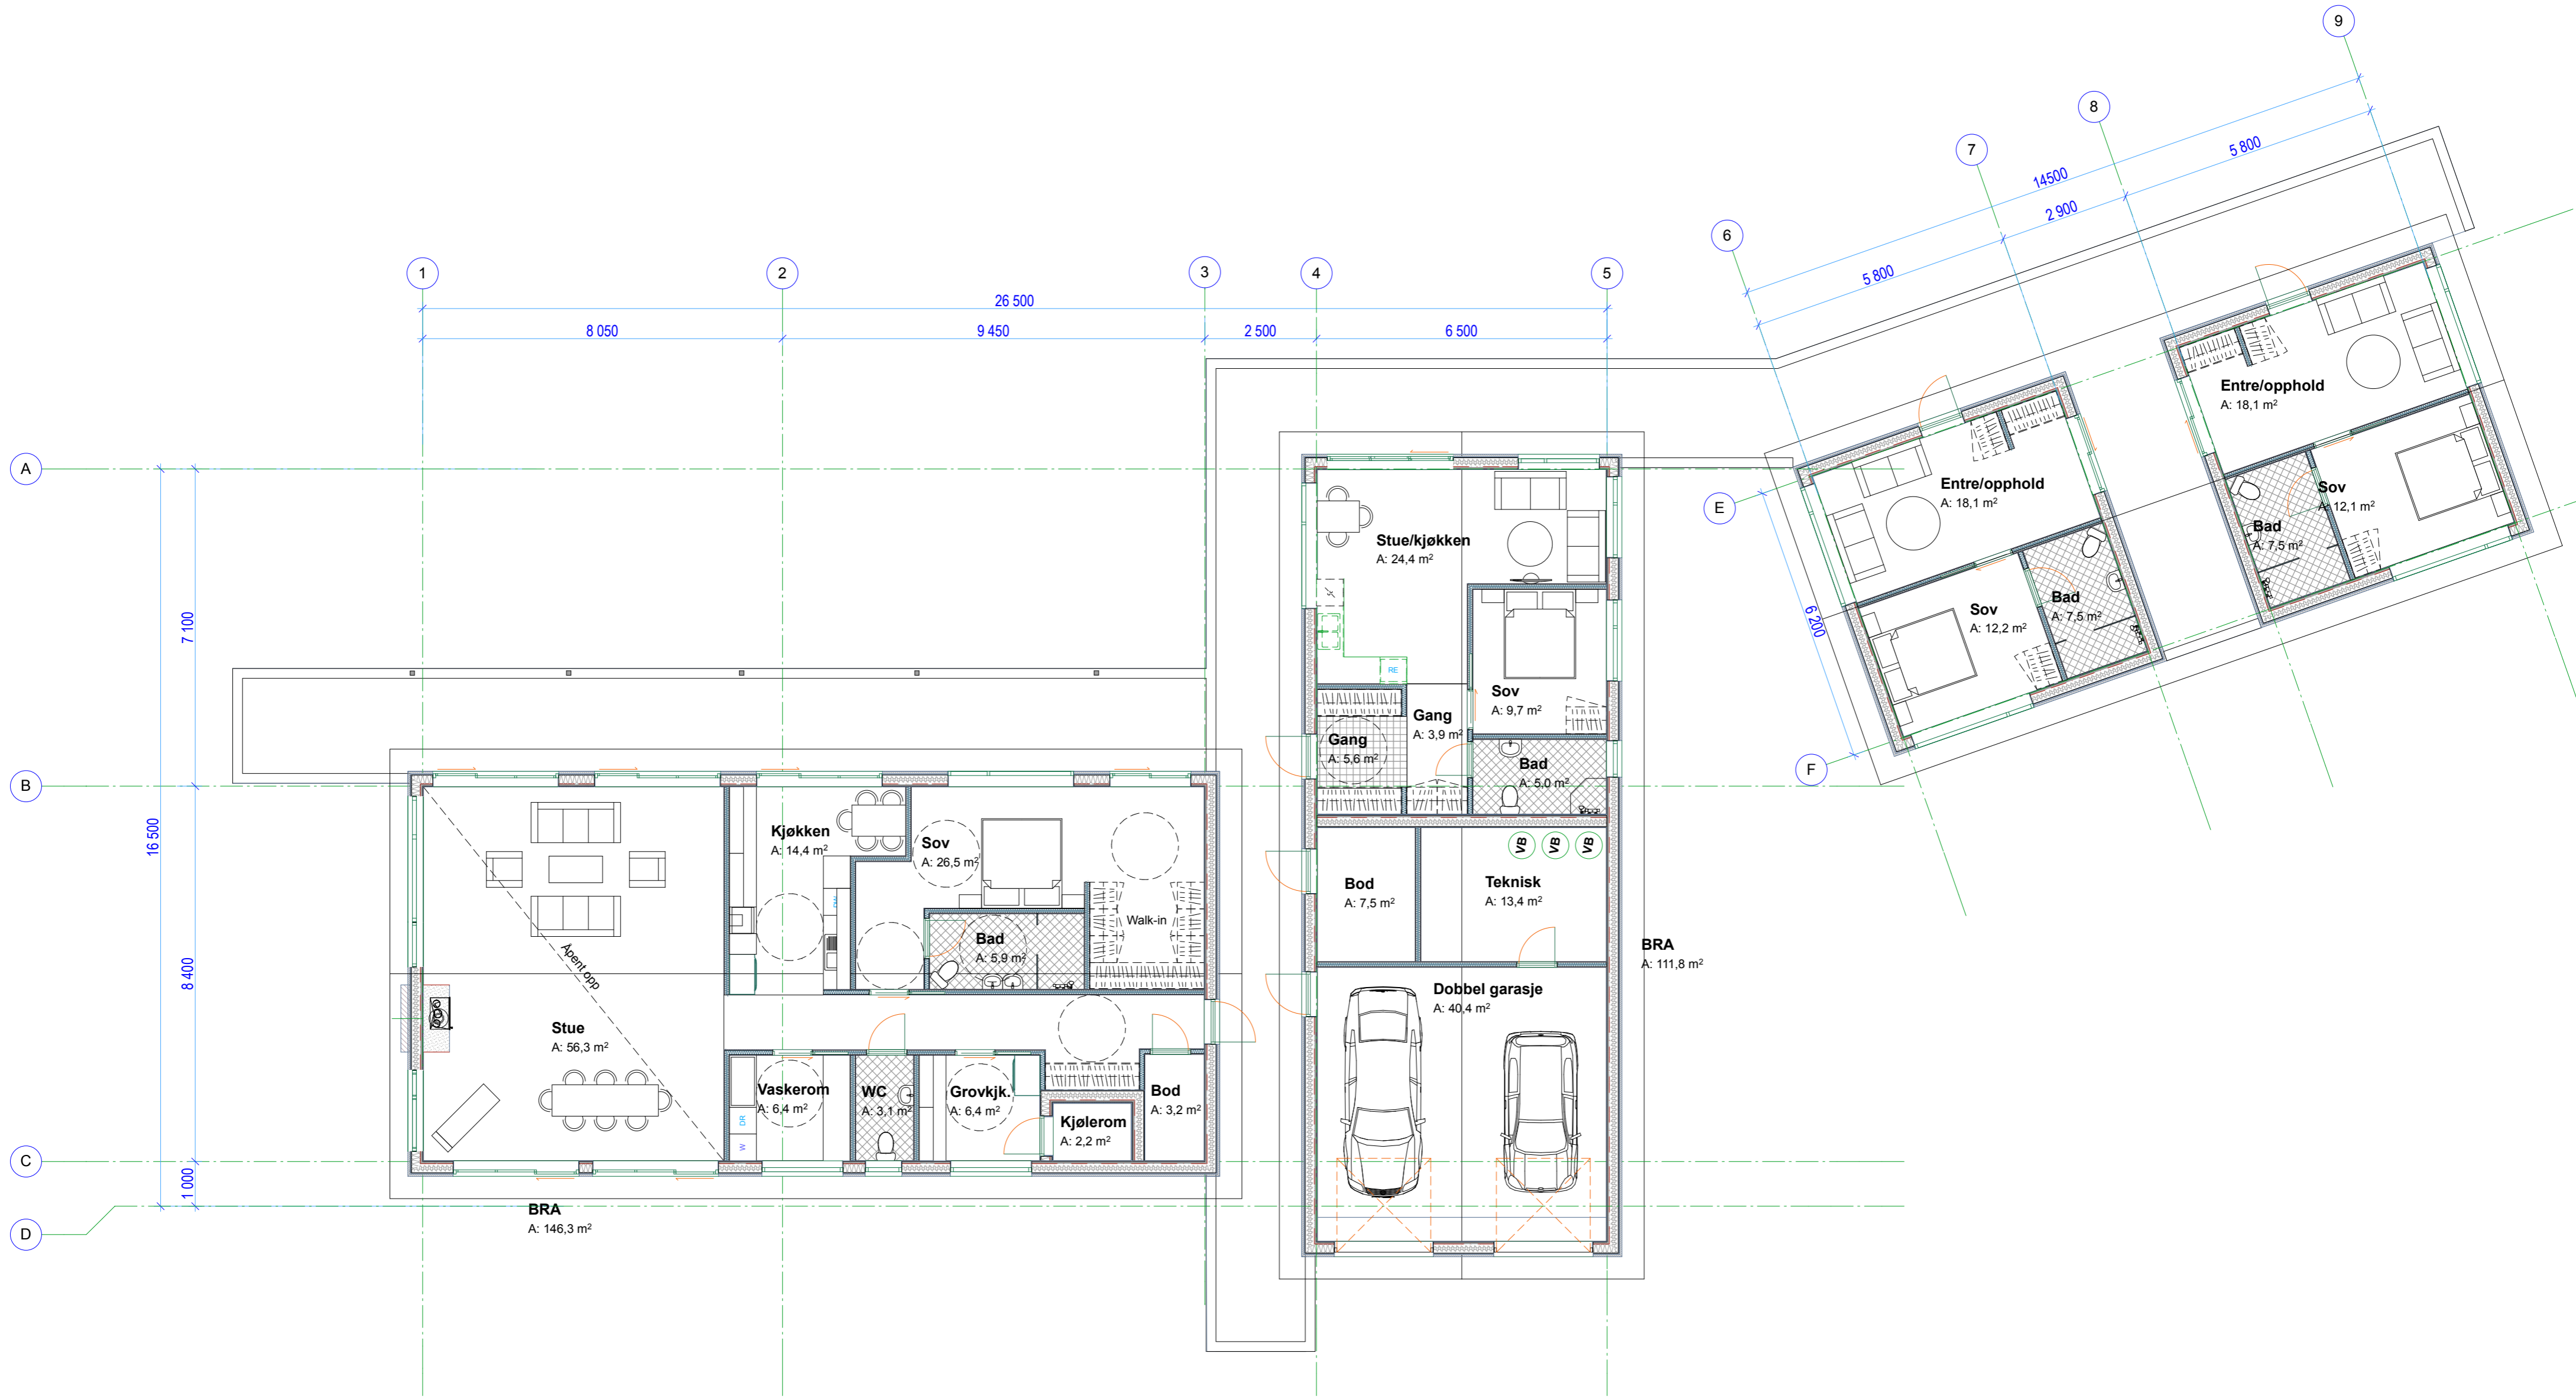 9
8
5 800
7
14500
2 900
6
5 800
1
2
3
4
5
26 500
8 050
9 450
2 500
6 500
Entre/opphold
A: 18,1 m²
A
Entre/opphold
A: 18,1 m²
Sov
A: 12,1 m²
E
Bad
A: 7,5 m²
Stue/kjøkken
A: 24,4 m²
Bad
A: 7,5 m²
Sov
A: 12,2 m²
6 200
7 100
RE
Sov
A: 9,7 m²
Gang
A: 3,9 m²
Gang
A: 5,6 m²
Bad
A: 5,0 m²
F
B
16 500
Kjøkken
A: 14,4 m²
Sov
A: 26,5 m²
VB
VB
VB
Bod
A: 7,5 m²
Teknisk
A: 13,4 m²
DW
Walk-in
Bad
A: 5,9 m²
BRA
A: 111,8 m²
Åpent opp
8 400
Dobbel garasje
A: 40,4 m²
Stue
A: 56,3 m²
Vaskerom
A: 6,4 m²
WC
A: 3,1 m²
Grovkjk.
A: 6,4 m²
Bod
A: 3,2 m²
Kjølerom
A: 2,2 m²
DR
W
C
1 000
D
BRA
A: 146,3 m²